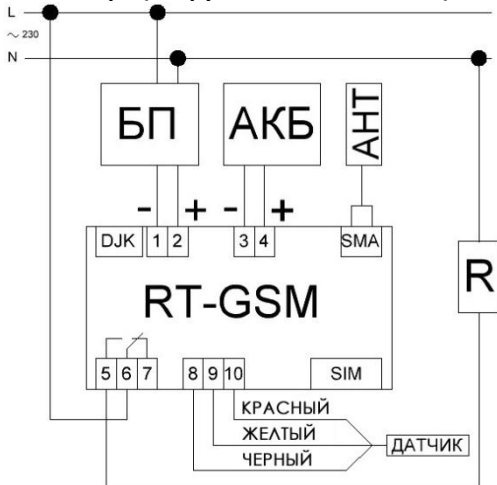 L
~ 230
N
БП АКБ АНТ
- + - +
DJK 1 2 3 4 SMA
RT-GSM R
5 6 7 8 9 10 SIM
КРАСНЫЙ
ЖЕЛТЫЙ ДАТЧИК
ЧЕРНЫЙ